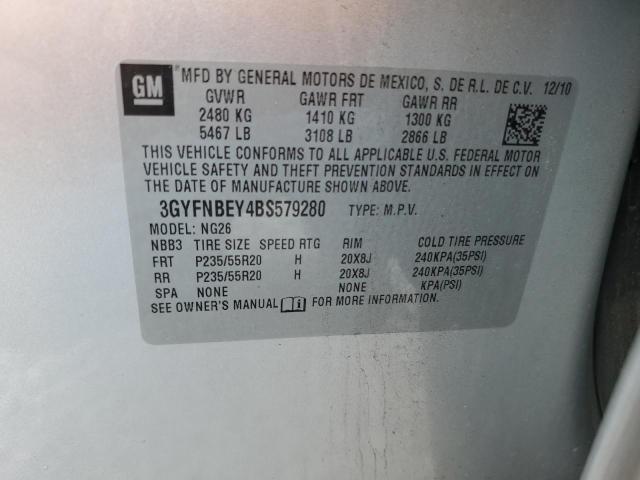 GM MFD BY GENERAL MOTORS DE MEXICO, S. DE R.L. DE C.V. 12/10
GVWR GAWR FRT GAWR RR
2480 KG 1410 KG 1300 KG
5467 LB 3108 LB 2866 LB
THIS VEHICLE CONFORMS TO ALL APPLICABLE U.S. FEDERAL MOTOR
VEHICLE SAFETY AND THEFT PREVENTION STANDARDS IN EFFECT ON
THE DATE OF MANUFACTURE SHOWN ABOVE.
3GYFNBEY4BS579280 TYPE: M.P.V.
MODEL: NG26
NBB3 TIRE SIZE SPEED RTG RIM COLD TIRE PRESSURE
FRT P235/55R20 H 20X8J 240KPA(35PSI)
RR P235/55R20 H 20X8J 240KPA(35PSI)
SPA NONE NONE KPA(PSI)
SEE OWNER'S MANUAL i FOR MORE INFORMATION.